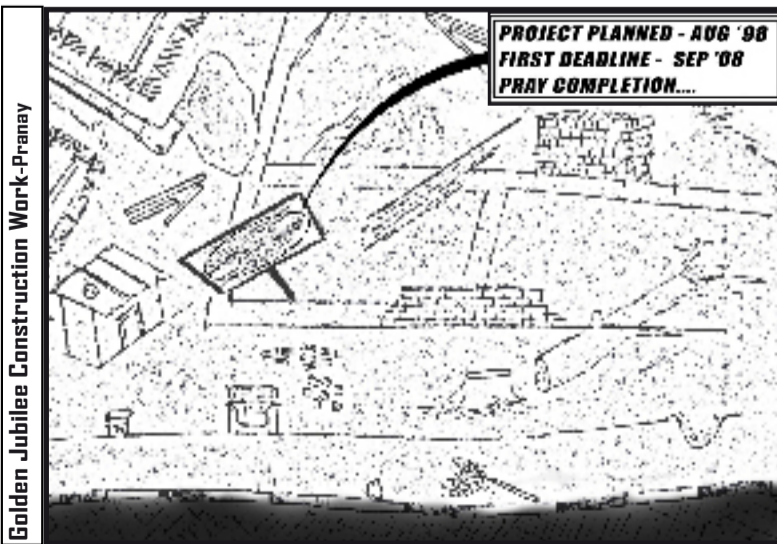 Golden Jubilee Construction Work-Pranay
PROJECT PLANNED - AUG '98
FIRST DEADLINE - SEP '08
PRAY COMPLETION....